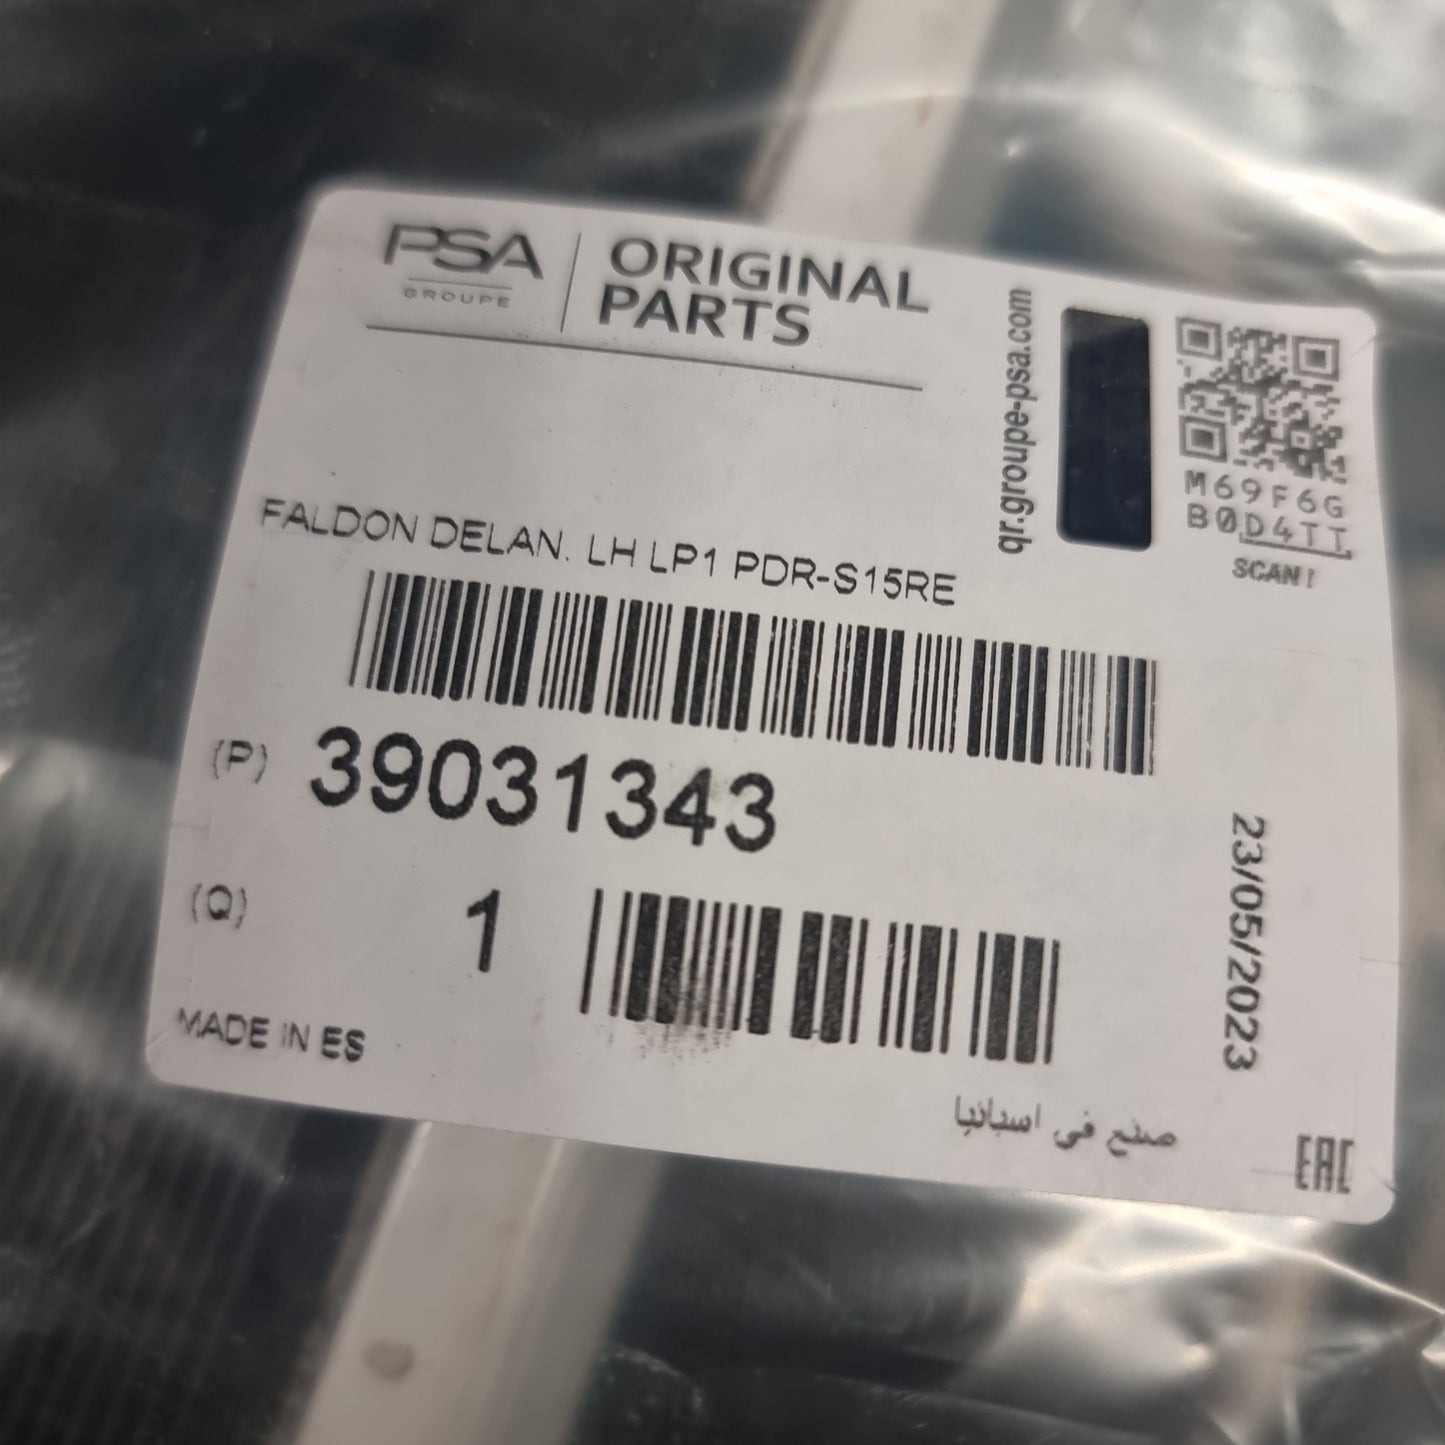 PSA
GROUPE
ORIGINAL
PARTS
qr.groupe-psa.com
M69F6G
B0D4TT
SCAN!
FALDON DELAN. LH LP1 PDR-S15RE
(P) 39031343
(Q) 1
23/05/2023
MADE IN ES
صنع في اسبانيا
EAC